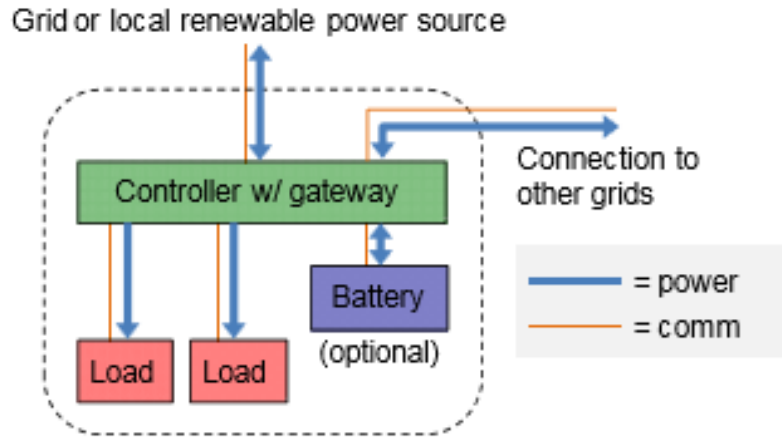 Grid or local renewable power source
Controller w/ gateway
Connection to
other grids
Battery
(optional)
Load
Load
= power
= comm